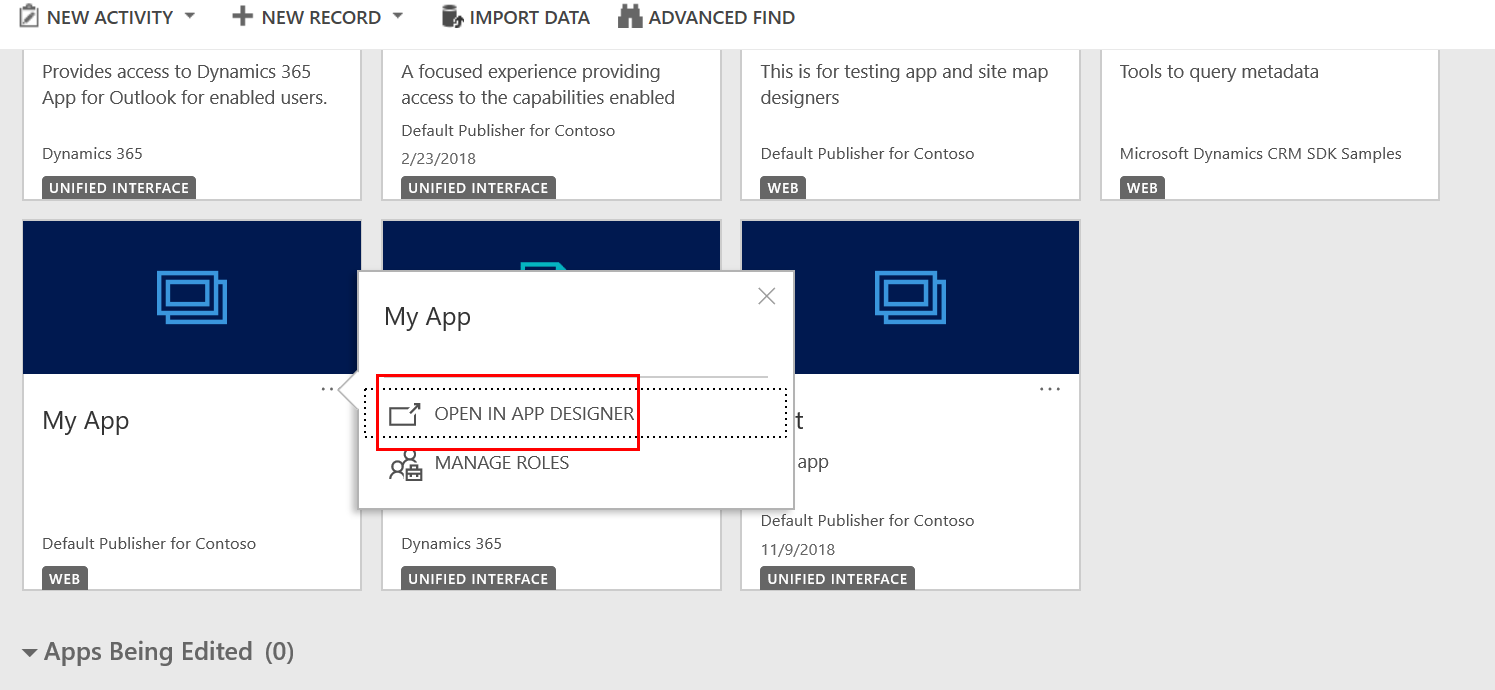 NEW ACTIVITY
NEW RECORD
IMPORT DATA
ADVANCED FIND
Provides access to Dynamics 365
App for Outlook for enabled users.
Dynamics 365
UNIFIED INTERFACE
A focused experience providing
access to the capabilities enabled
Default Publisher for Contoso
2/23/2018
UNIFIED INTERFACE
This is for testing app and site map
designers
Default Publisher for Contoso
WEB
Tools to query metadata
Microsoft Dynamics CRM SDK Samples
WEB
My App
Default Publisher for Contoso
WEB
My App
OPEN IN APP DESIGNER
MANAGE ROLES
Dynamics 365
UNIFIED INTERFACE
app
Default Publisher for Contoso
11/9/2018
UNIFIED INTERFACE
Apps Being Edited (0)